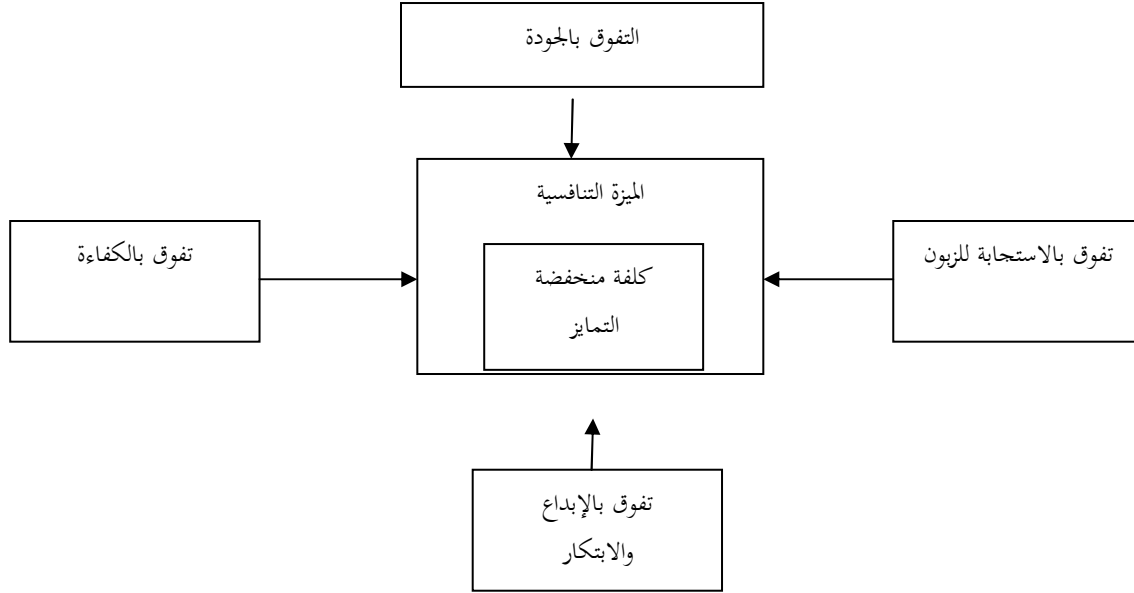 التفوق بالجودة
الميزة التنافسية
تفوق بالاستجابة للزبون
تفوق بالكفاءة
كلفة منخفضة
التمايز
تفوق بالإبداع
والابتكار